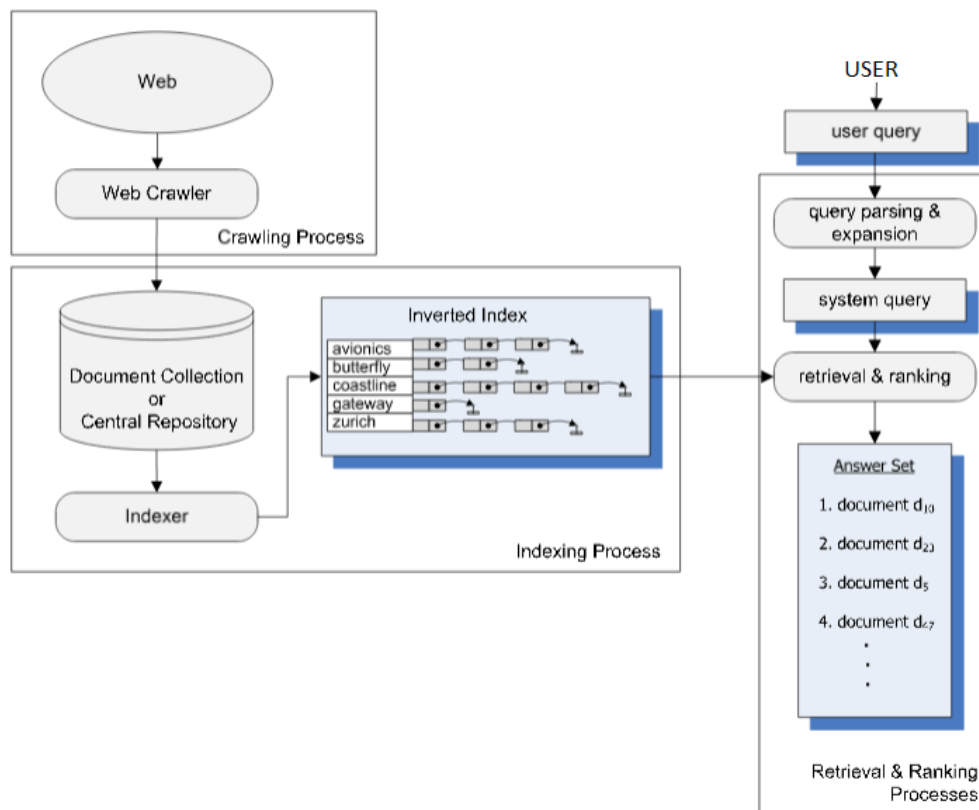 Web
Web Crawler
Crawling Process
Document Collection
or
Central Repository
Indexer
Inverted Index
avionics
butterfly
coastline
gateway
zurich
Indexing Process
USER
user query
query parsing &
expansion
system query
retrieval & ranking
Answer Set
1. document d10
2. document d23
3. document d5
4. document d47
Retrieval & Ranking
Processes